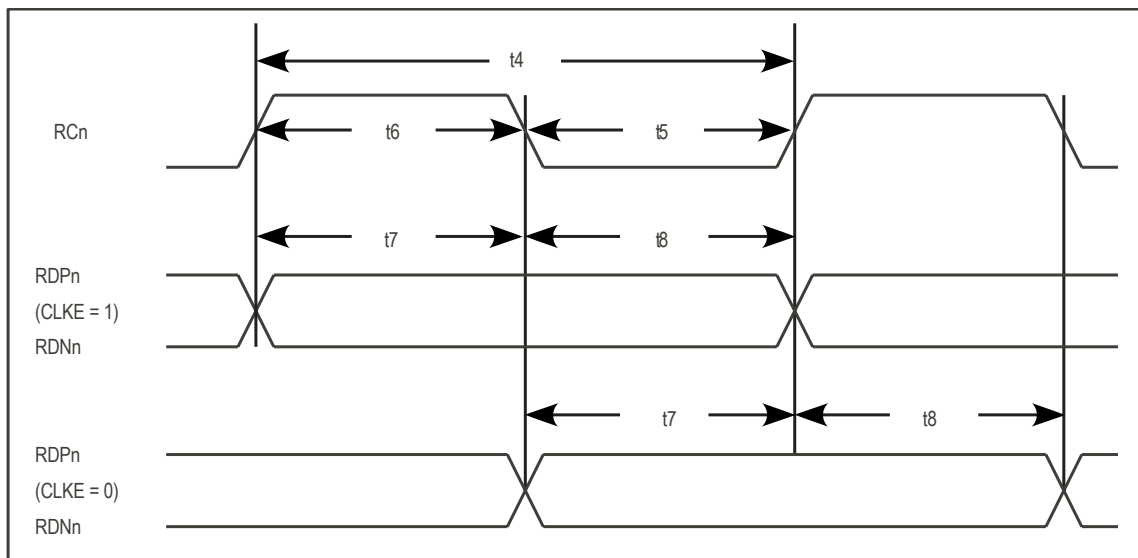 t4
RCn
t6
t5
t7
t8
RDPn
(CLKE = 1)
RDNn
t7
t8
RDPn
(CLKE = 0)
RDNn